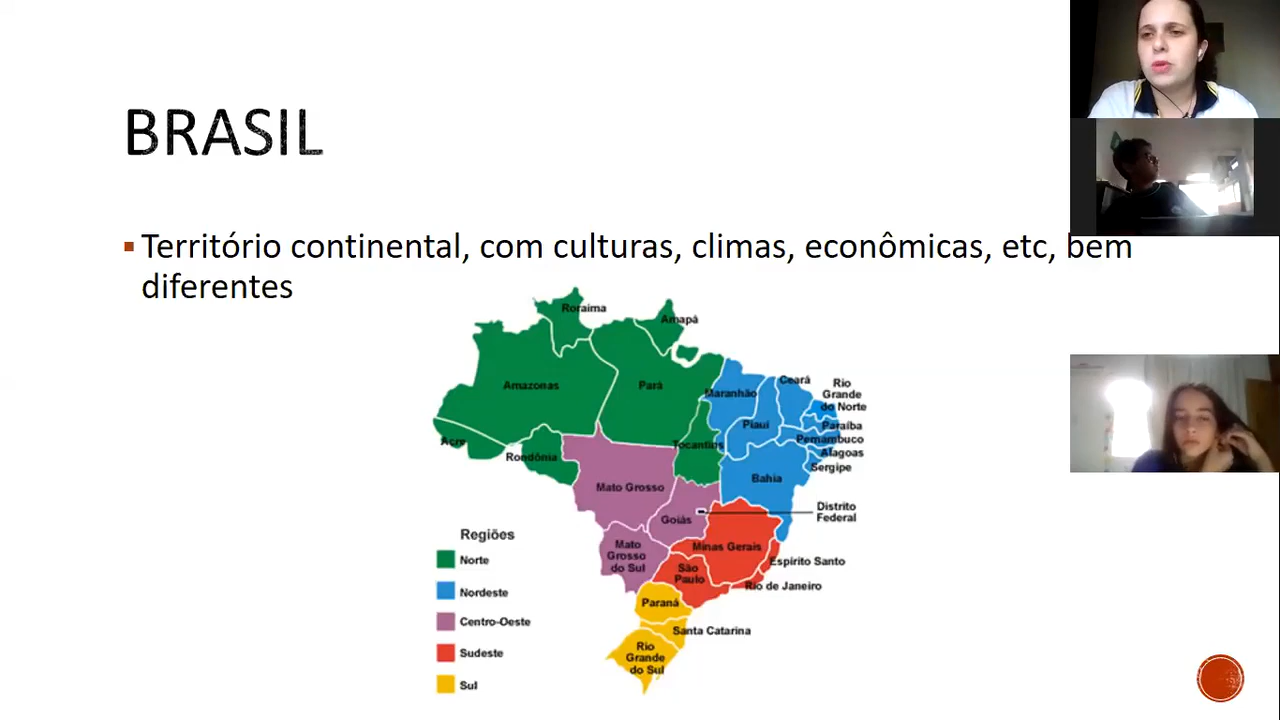 BRASIL
Território continental, com culturas, climas, econômicas, etc, bem
diferentes
Roraima
Amapá
Amazonas
Pará
Maranhão
Ceará
Rio
Grande
do Norte
Piauí
Paraíba
Pernambuco
Acre
Tocantins
Alagoas
Rondônia
Sergipe
Bahia
Mato Grosso
Distrito
Federal
Goiás
Mato
Grosso
do Sul
Minas Gerais
Espírito Santo
São
Paulo
Rio de Janeiro
Paraná
Santa Catarina
Rio
Grande
do Sul
Regiões
Norte
Nordeste
Centro-Oeste
Sudeste
Sul